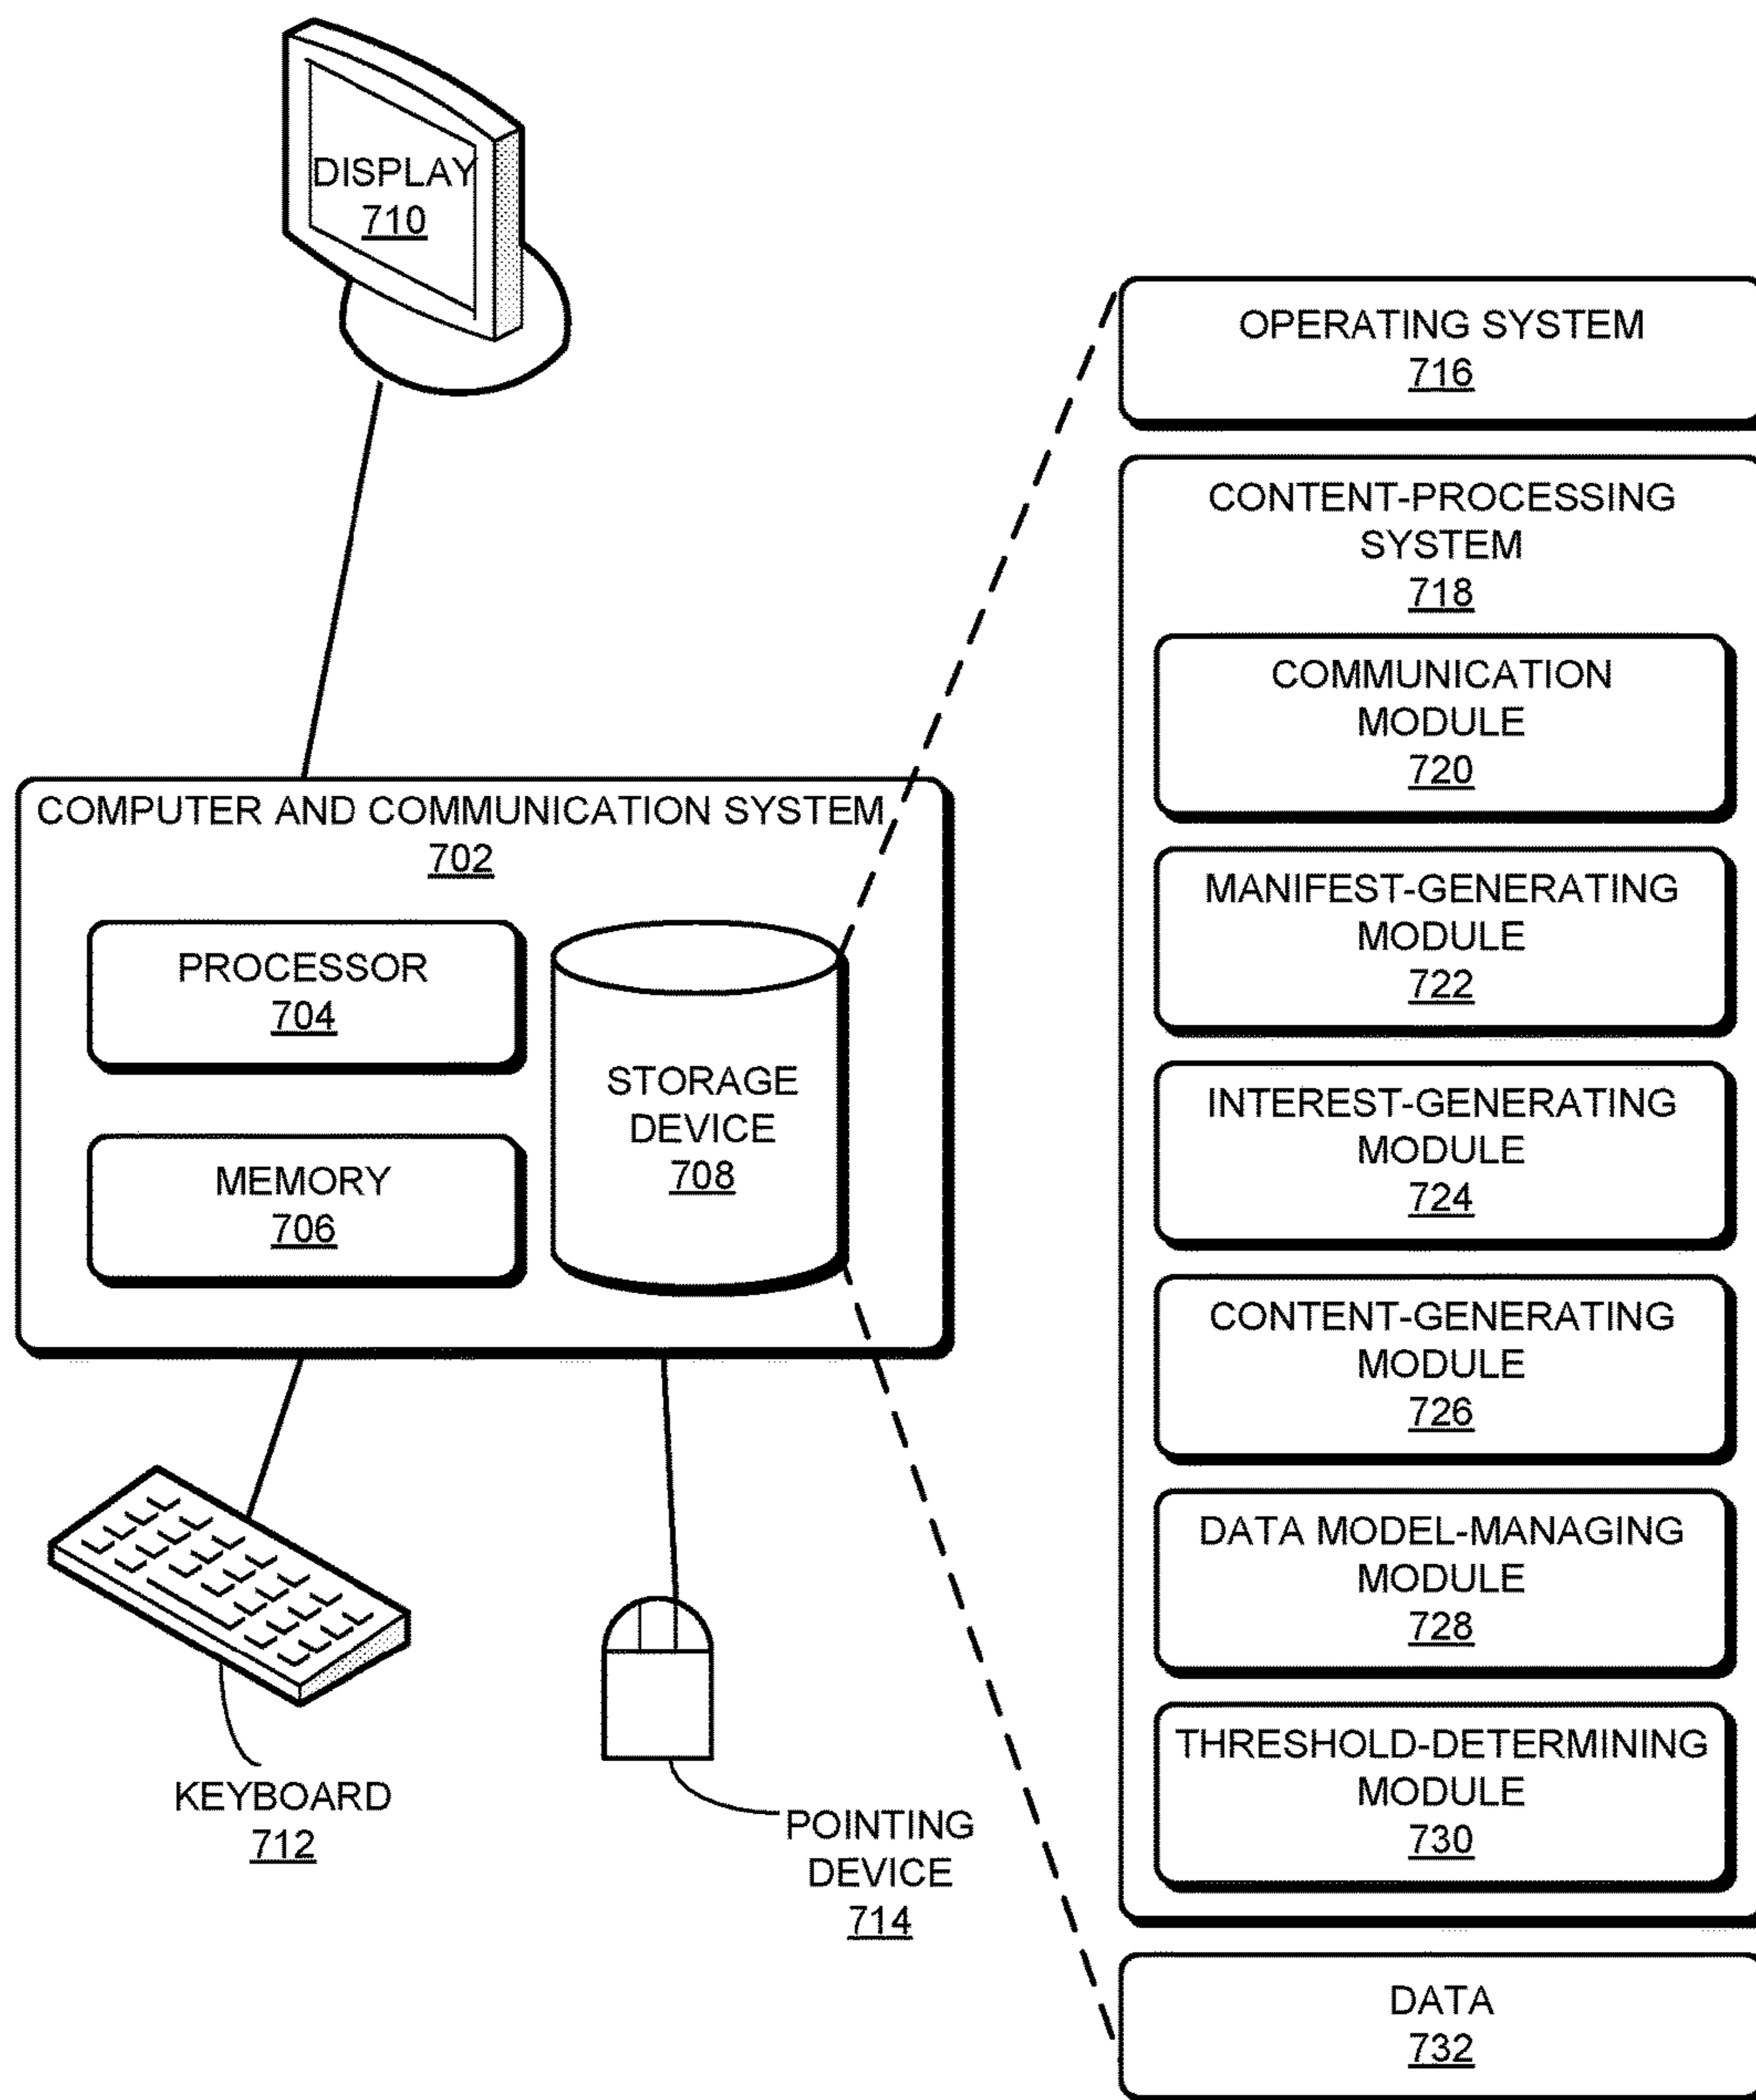 DISPLAY
710
COMPUTER AND COMMUNICATION SYSTEM
702
PROCESSOR
704
MEMORY
706
STORAGE
DEVICE
708
KEYBOARD
712
POINTING
DEVICE
714
OPERATING SYSTEM
716
CONTENT-PROCESSING
SYSTEM
718
COMMUNICATION
MODULE
720
MANIFEST-GENERATING
MODULE
722
INTEREST-GENERATING
MODULE
724
CONTENT-GENERATING
MODULE
726
DATA MODEL-MANAGING
MODULE
728
THRESHOLD-DETERMINING
MODULE
730
DATA
732